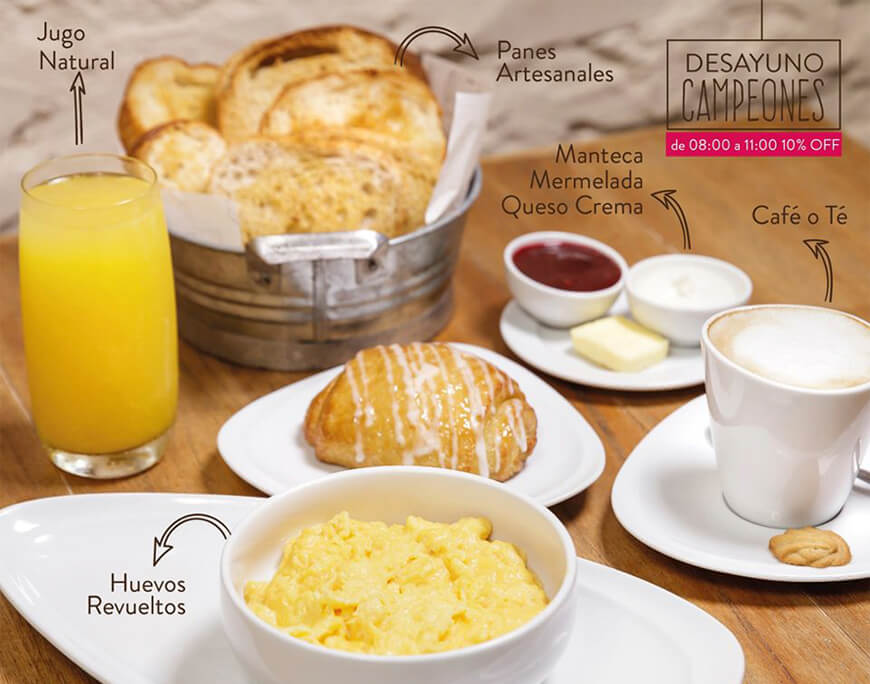 Jugo
Natural
Panes
Artesanales
DESAYUNO
CAMPEONES
de 08:00 a 11:00 10% OFF
Manteca
Mermelada
Queso Crema
Café o Té
Huevos
Revueltos